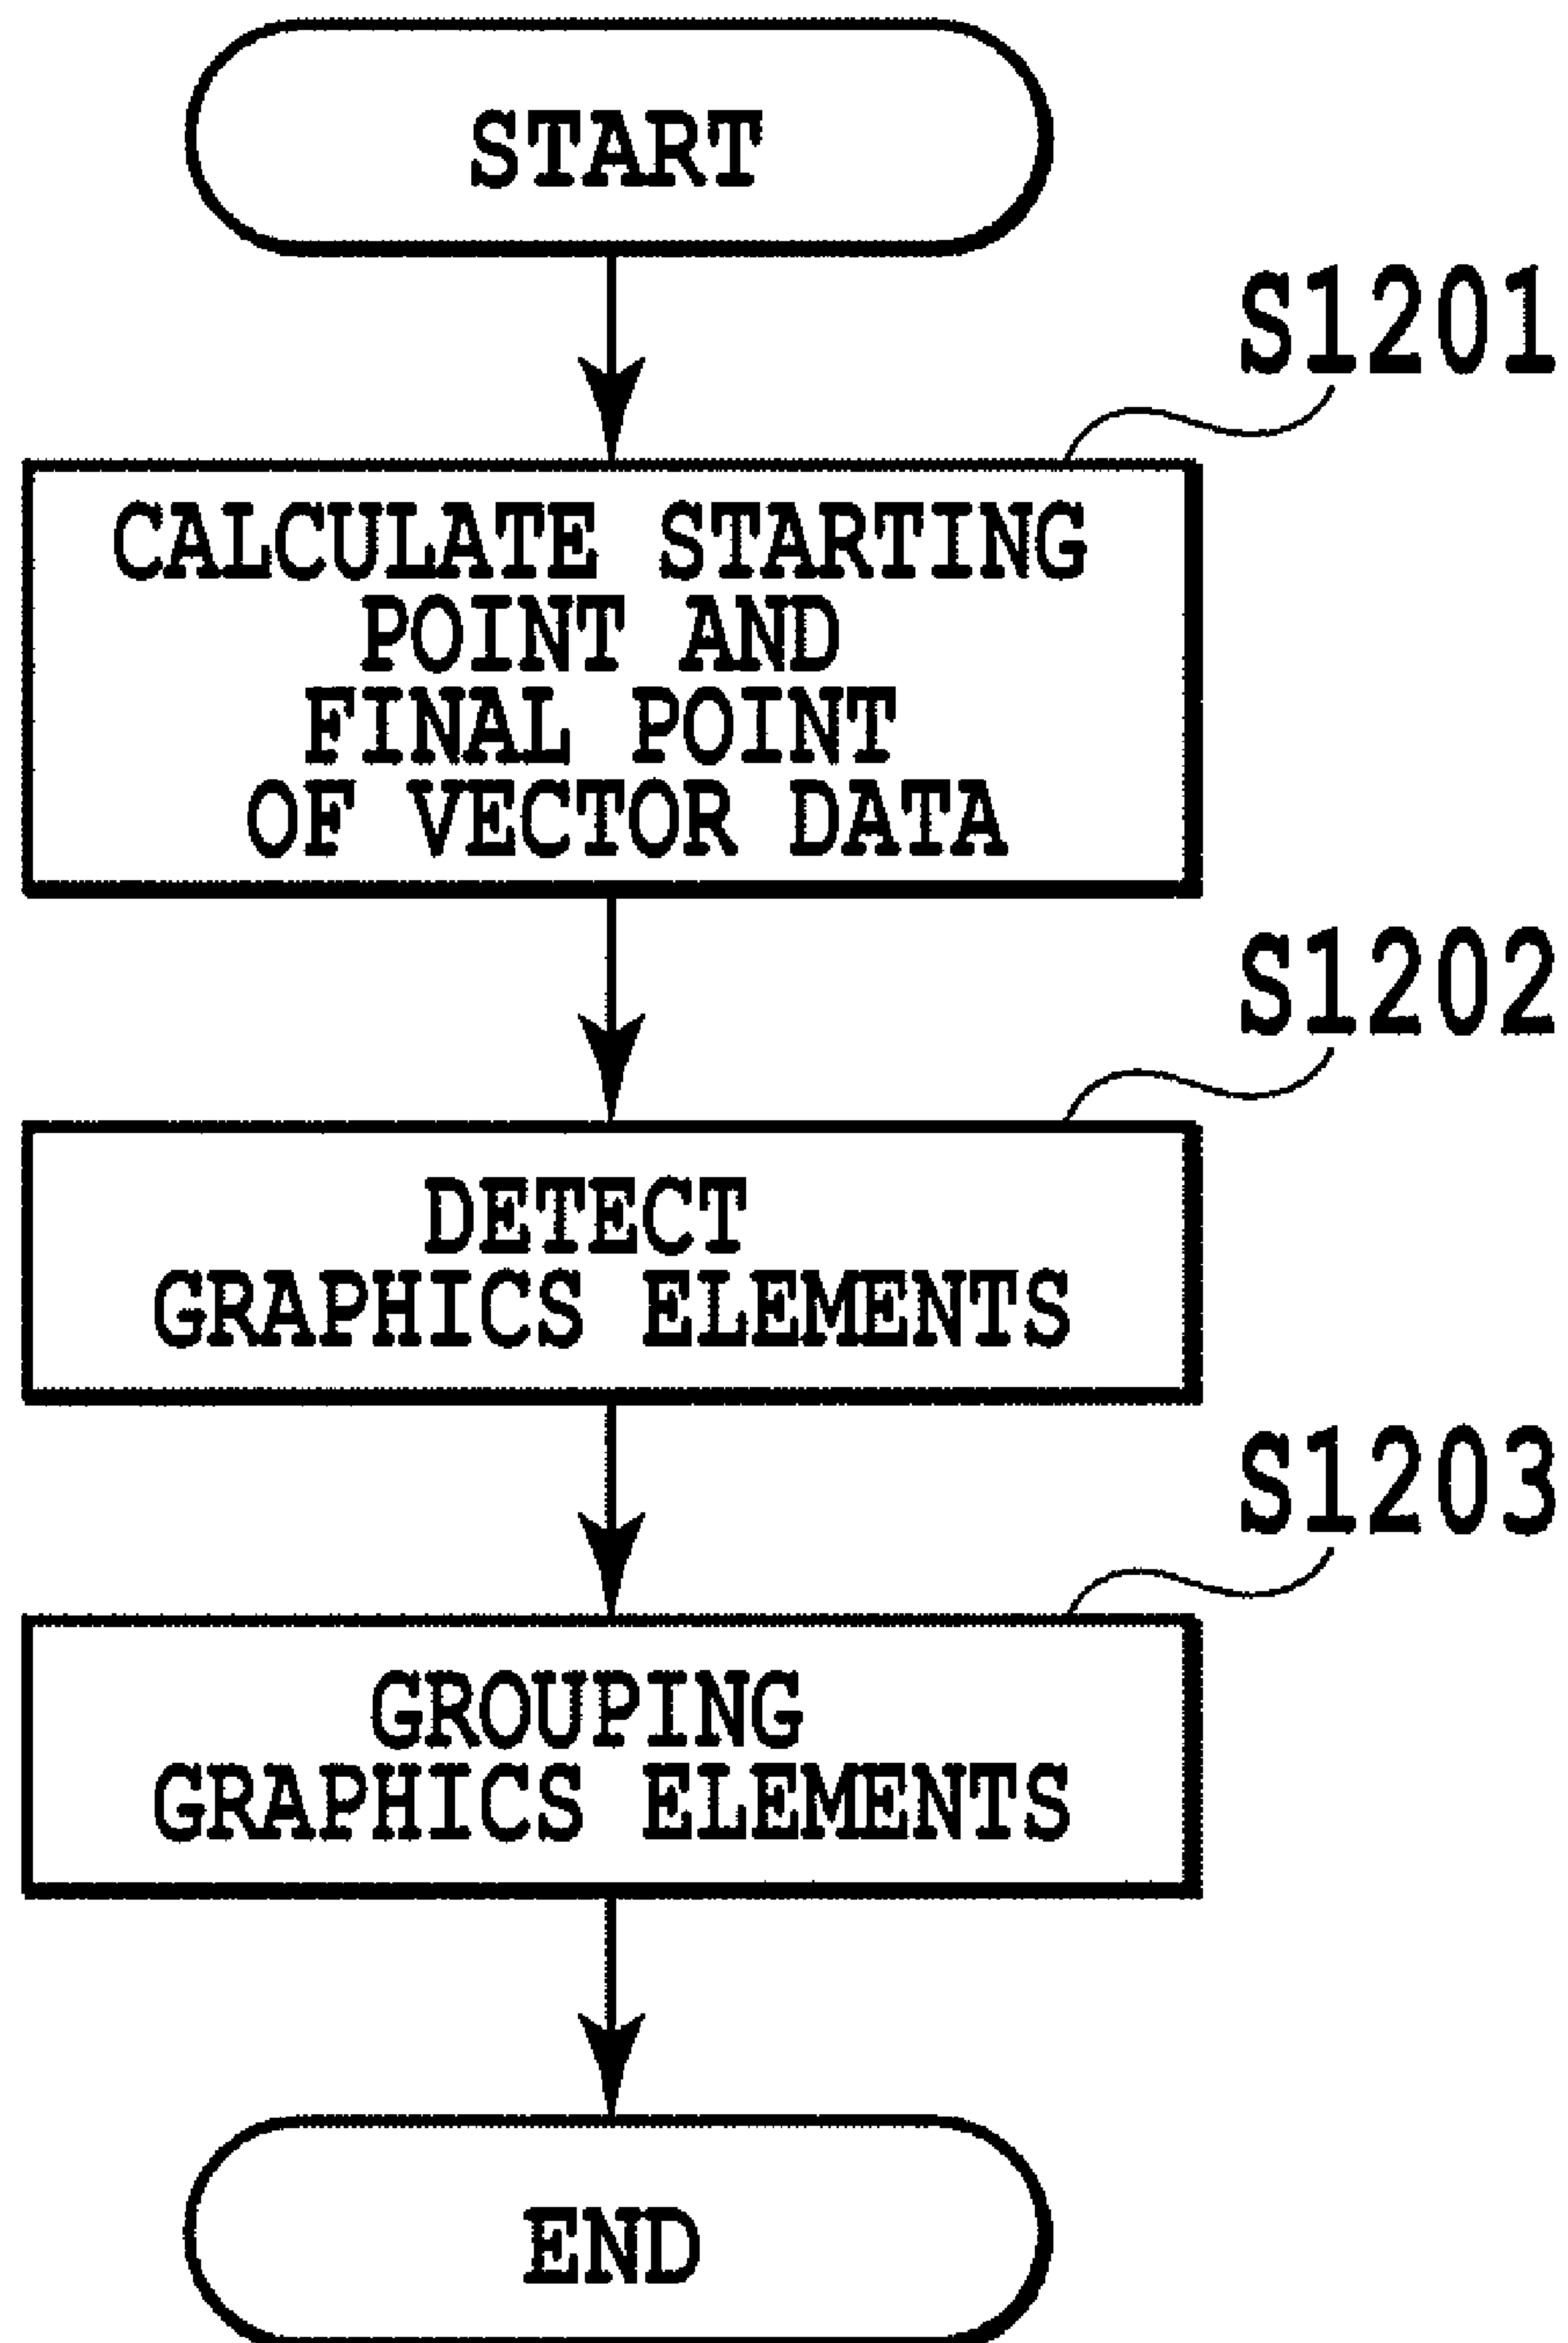 START
S1201
CALCULATE STARTING
POINT AND
FINAL POINT
OF VECTOR DATA
S1202
DETECT
GRAPHICS ELEMENTS
S1203
GROUPING
GRAPHICS ELEMENTS
END